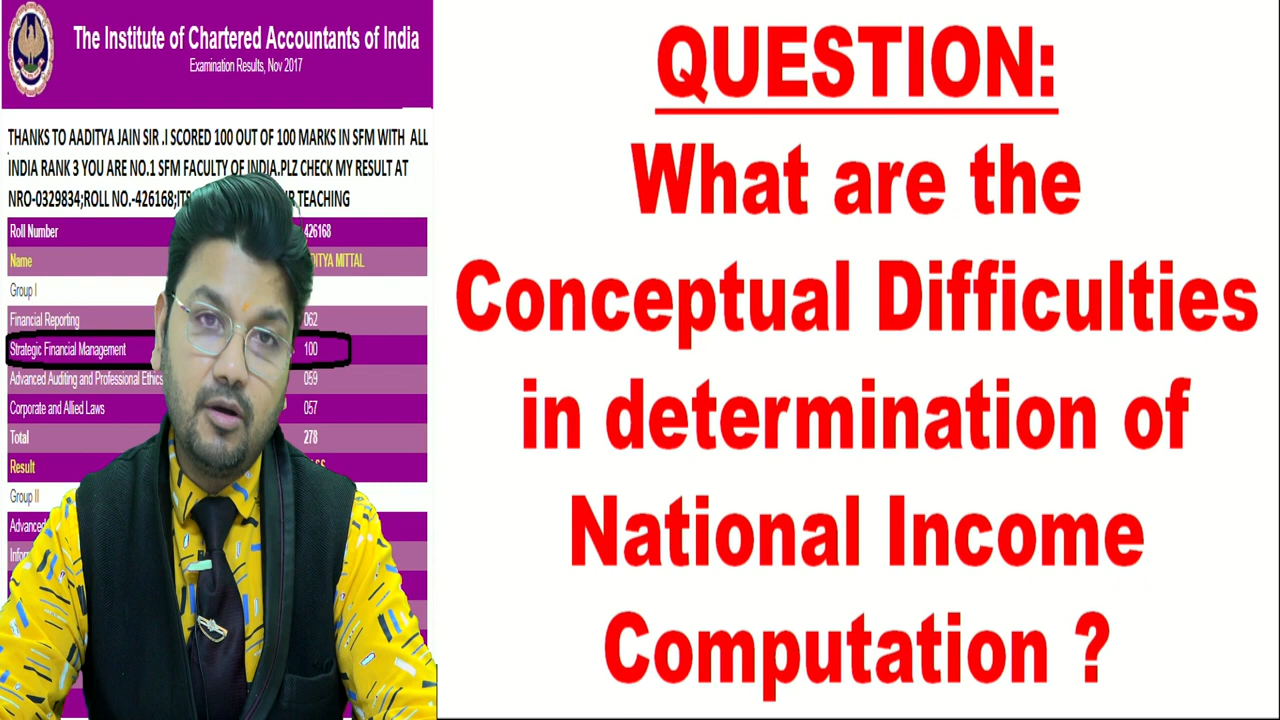 The Institute of Chartered Accountants of India
Examination Results, Nov 2017
THANKS TO AADITYA JAIN SIR .I SCORED 100 OUT OF 100 MARKS IN SFM WITH ALL
INDIA RANK 3 YOU ARE NO.1 SFM FACULTY OF INDIA.PLZ CHECK MY RESULT AT
NRO-0329834;ROLL NO.-426168; TEACHING
Roll Number 426168
Name MITTAL
Group I
Financial Reporting 062
Strategic Financial Management 100
Advanced Auditing and Professional Ethics 059
Corporate and Allied Laws 057
Total 278
Result
Group II
Advanced
QUESTION:
What are the
Conceptual Difficulties
in determination of
National Income
Computation ?